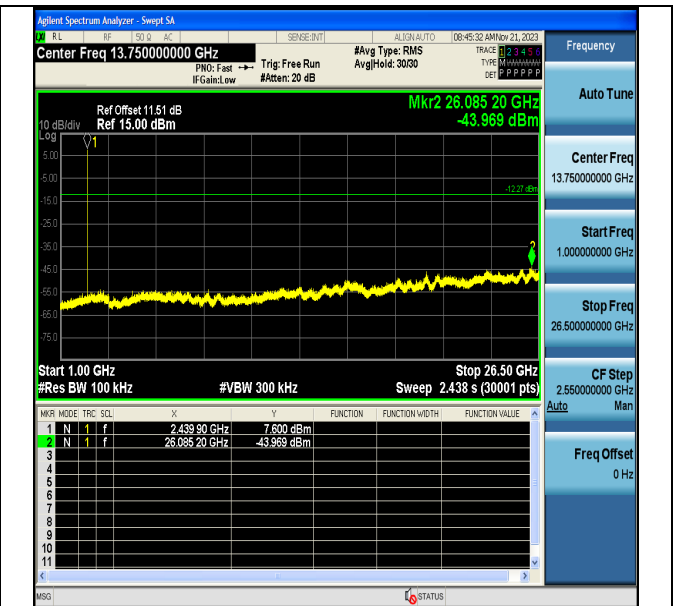 Agilent Spectrum Analyzer - Swept SA
RL RF 50 Ω AC SENSE:INT ALIGN AUTO 08:45:32 AM Nov 21, 2023
Center Freq 13.750000000 GHz
PNO: Fast
IFGain:Low
Trig: Free Run
#Atten: 20 dB
#Avg Type: RMS
Avg|Hold: 30/30
TRACE 1 2 3 4 5 6
TYPE M
DET P P P P P P
Ref Offset 11.51 dB
10 dB/div Ref 15.00 dBm
Log
Mkr2 26.085 20 GHz
-43.969 dBm
1
5.00
-5.00
-12.27 dBm
-15.0
-25.0
-35.0
2
-45.0
-55.0
-65.0
-75.0
Start 1.00 GHz Stop 26.50 GHz
#Res BW 100 kHz #VBW 300 kHz Sweep 2.438 s (30001 pts)
MKR MODE TRC SCL X Y FUNCTION FUNCTION WIDTH FUNCTION VALUE
1 N 1 f 2.439 90 GHz 7.600 dBm
2 N 1 f 26.085 20 GHz -43.969 dBm
3
4
5
6
7
8
9
10
11
MSG STATUS
Frequency
Auto Tune
Center Freq
13.750000000 GHz
Start Freq
1.000000000 GHz
Stop Freq
26.500000000 GHz
CF Step
2.550000000 GHz
Auto Man
Freq Offset
0 Hz